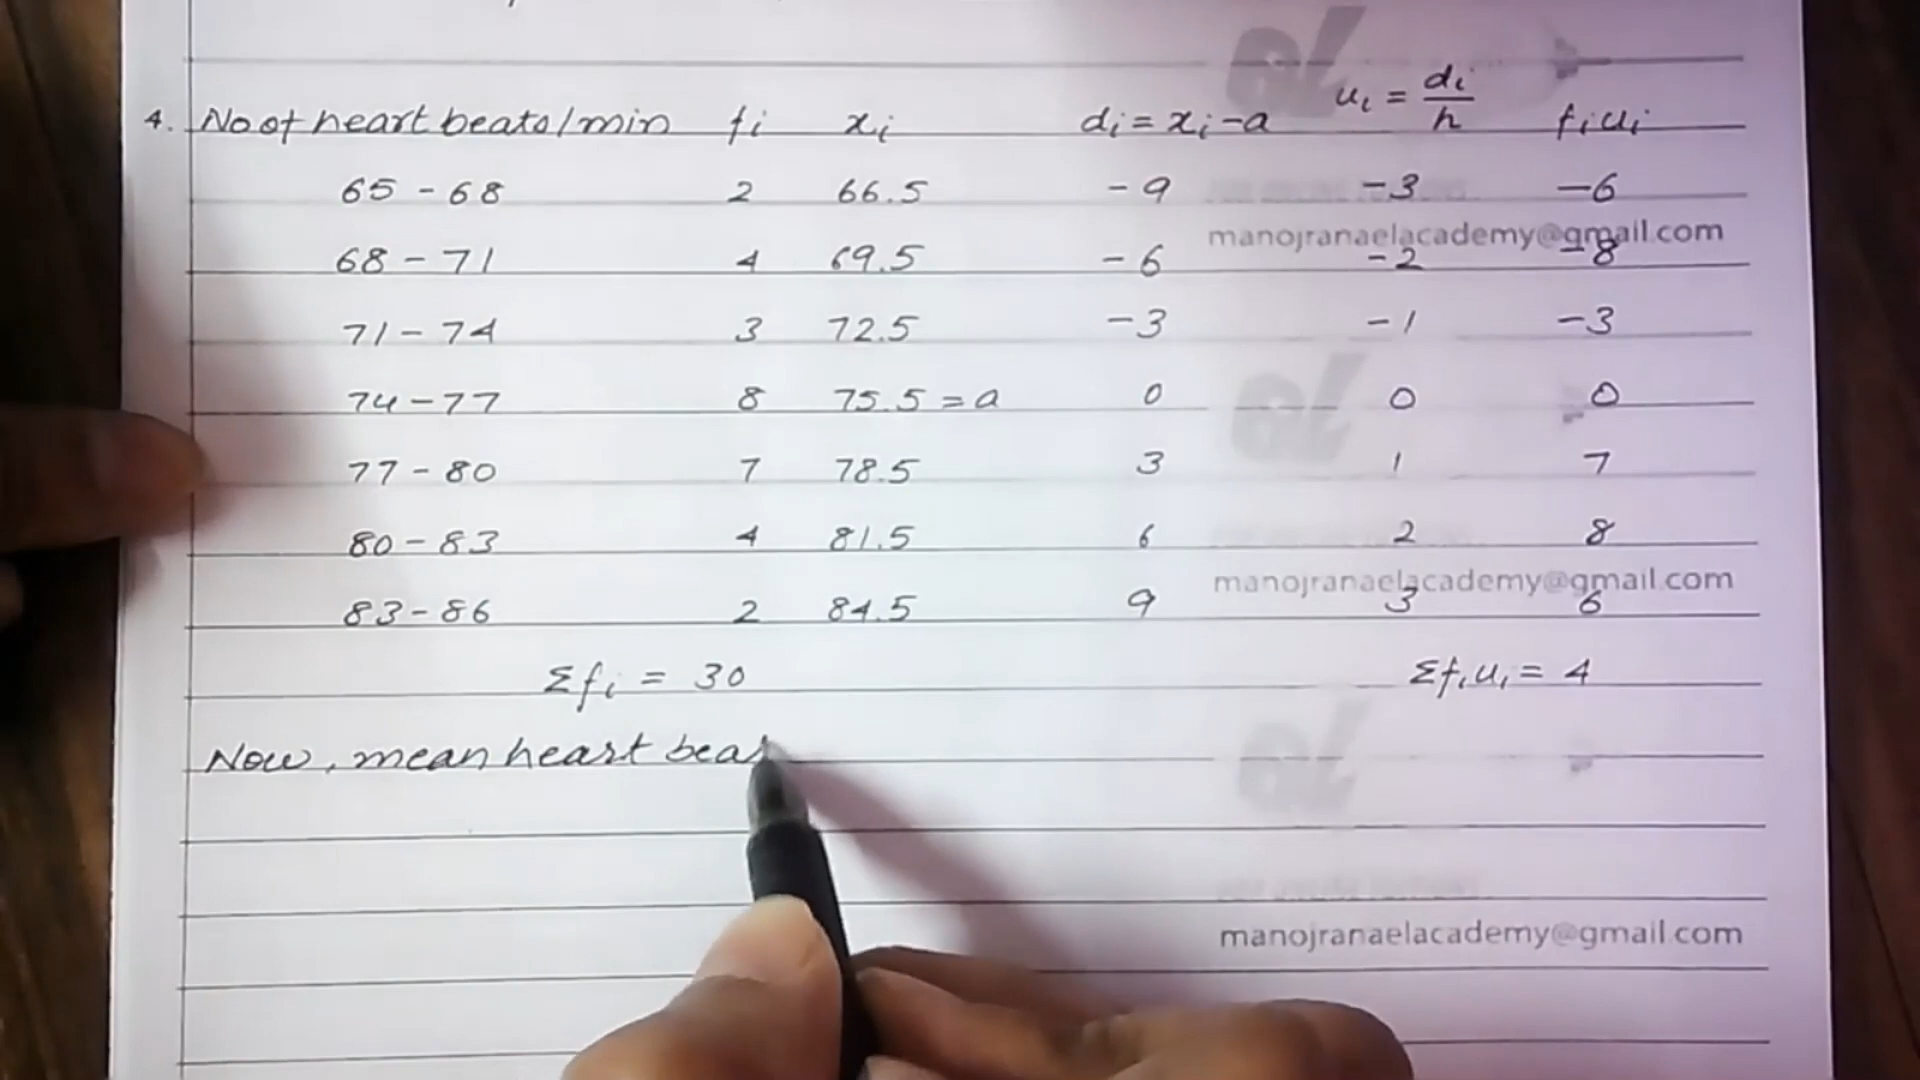 4. No of heart beats/min fi xi di = xi-a ui = di/h fiui
65 - 68 2 66.5 -9 -3 -6
manojranaelacademy@gmail.com
68 - 71 4 69.5 -6 -2 -8
71 - 74 3 72.5 -3 -1 -3
74 - 77 8 75.5 = a 0 0 0
77 - 80 7 78.5 3 1 7
80 - 83 4 81.5 6 2 8
manojranaelacademy@gmail.com
83 - 86 2 84.5 9 3 6
Σfi = 30 Σfiui = 4
Now, mean heart bea
manojranaelacademy@gmail.com